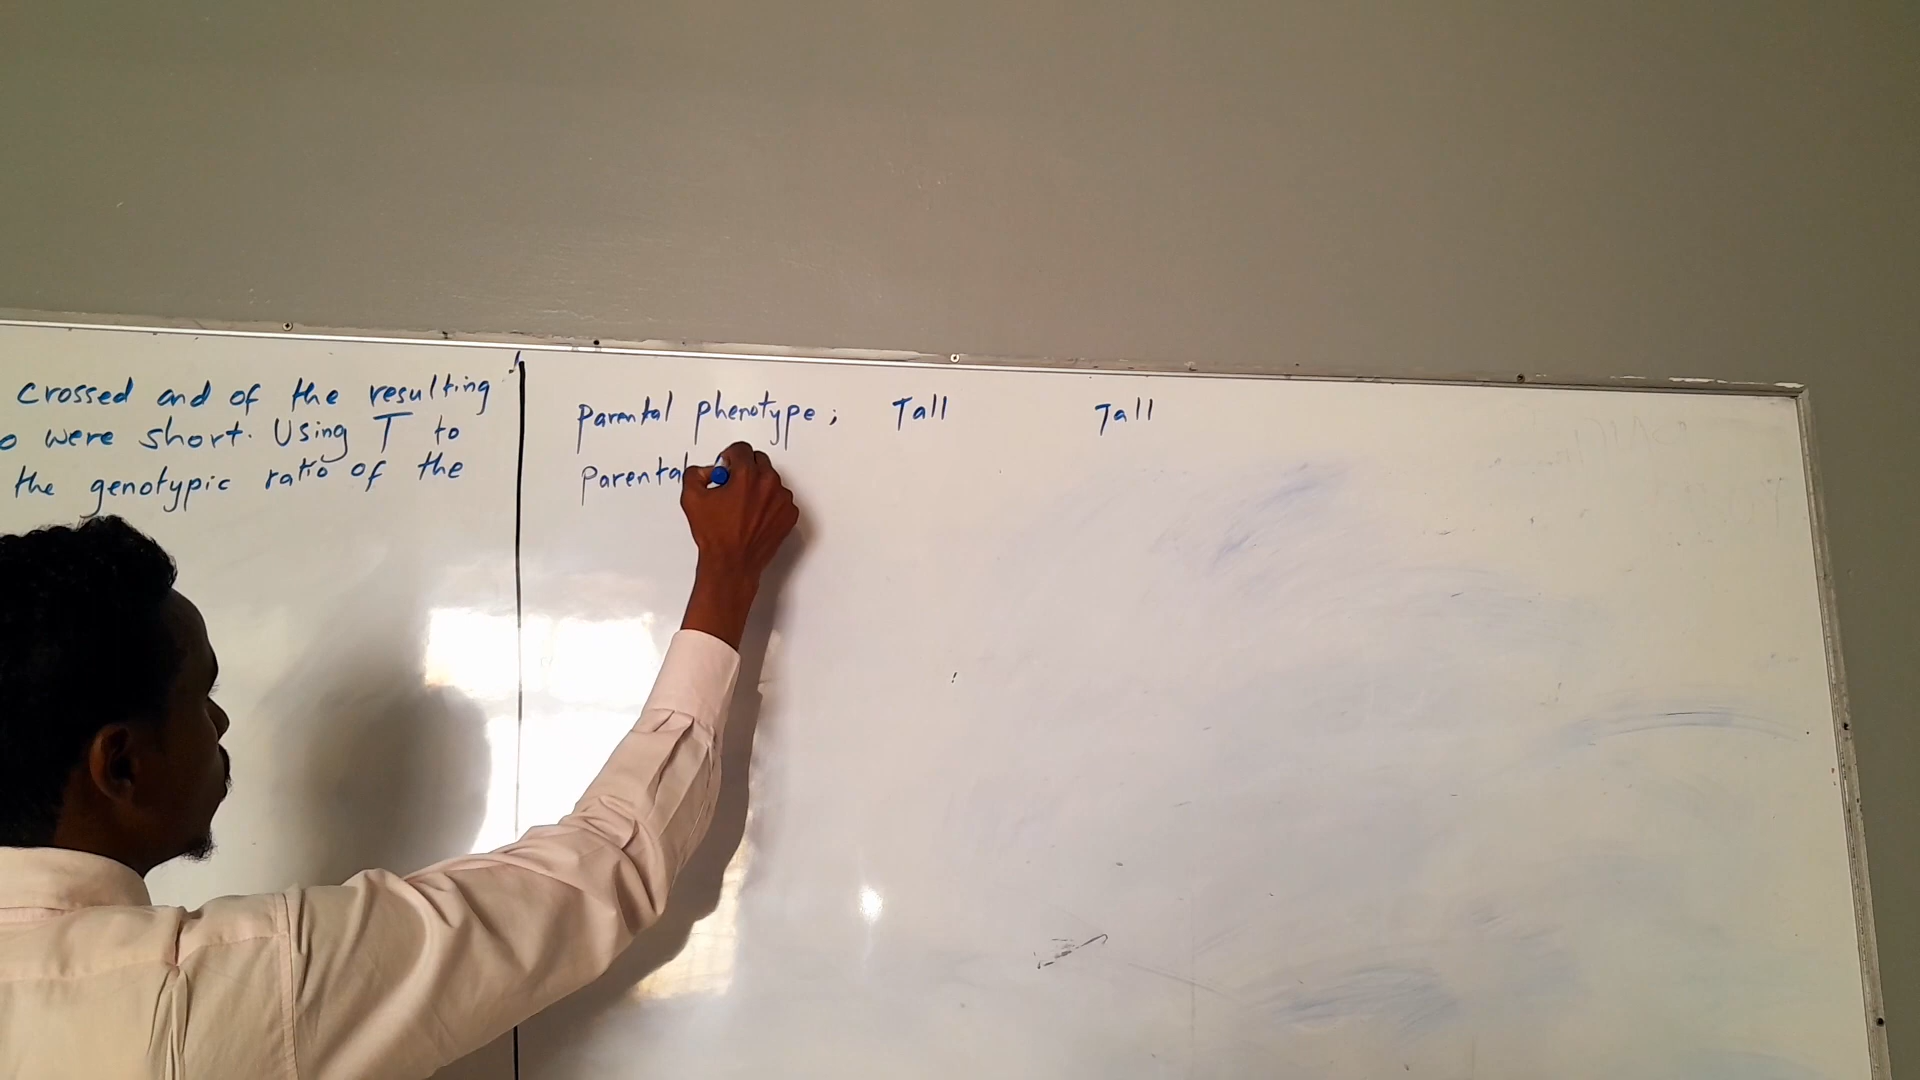 crossed and of the resulting
o were short. Using T to
the genotypic ratio of the
Parental phenotype; Tall Tall
Parental